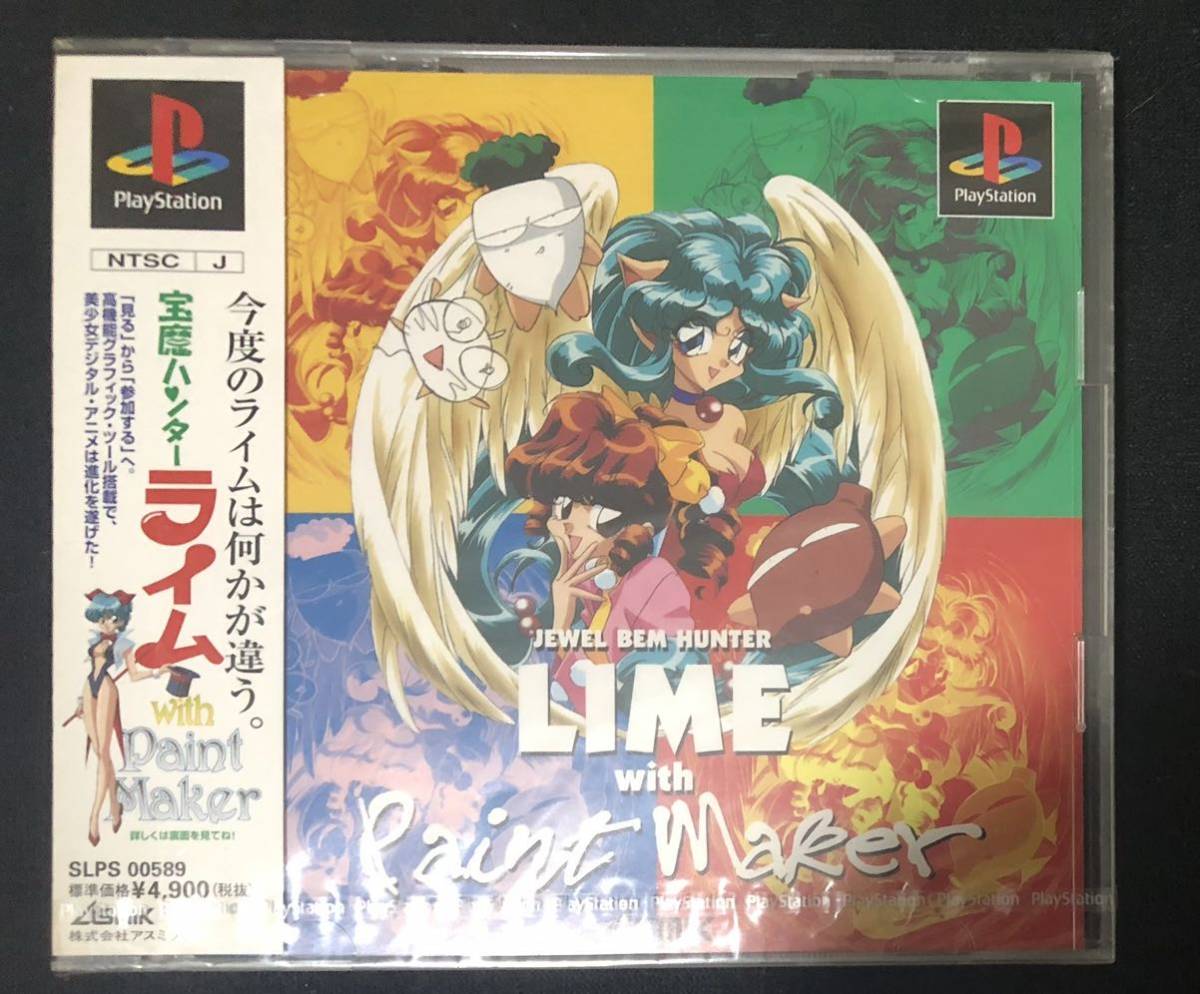 PlayStation
NTSC J
今度のライムは何かが違う。
宝魔ハンター
ライム
with
Paint
Maker
「見る」から「参加する」へ。
高機能グラフィック・ツール搭載で、
美少女デジタル・アニメは進化を遂げた!
詳しくは裏面を見てね!
SLPS 00589
標準価格¥4,900(税抜)
Asmik
株式会社アスミ
PlayStation
JEWEL BEM HUNTER
LIME
with
Paint Maker
PlayStation PlayStation PlayStation PlayStation PlayStation PlayStation